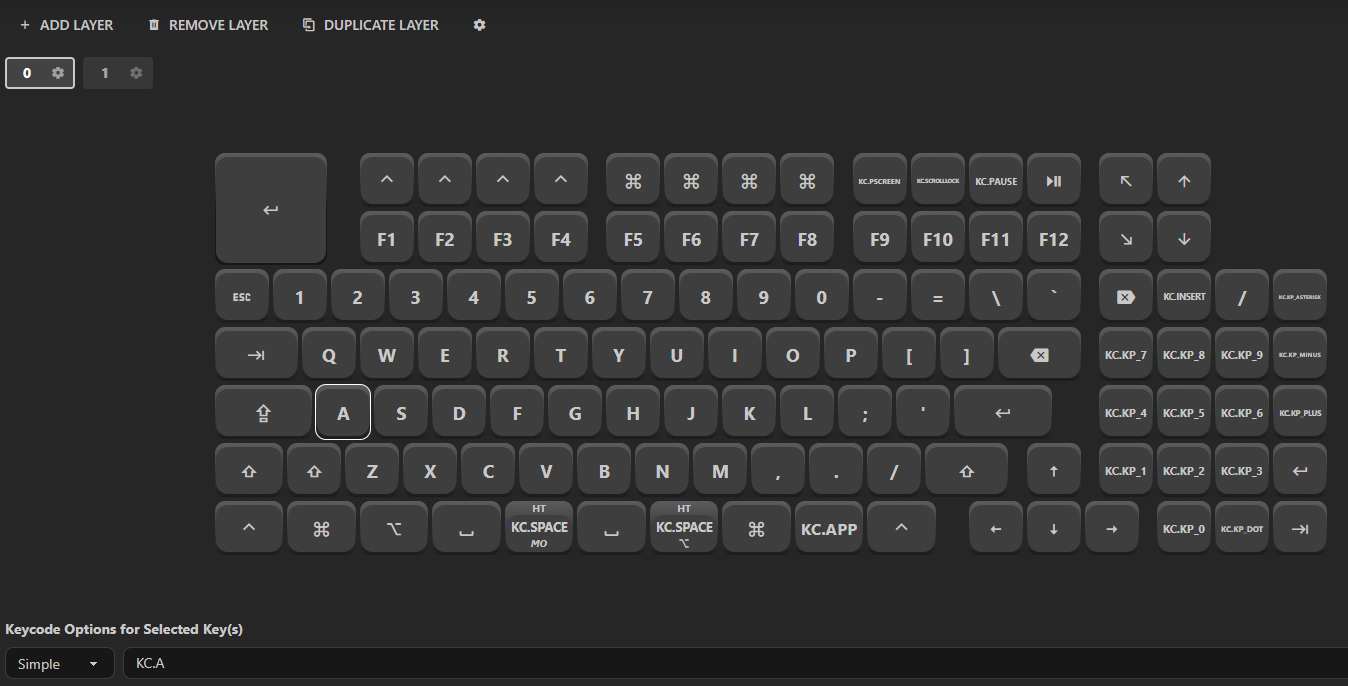 + ADD LAYER REMOVE LAYER DUPLICATE LAYER
0 1
↵ ^ ^ ^ ^ ⌘ ⌘ ⌘ ⌘ KC.PSCREEN KC.SCROLLLOCK KC.PAUSE ⏯ ↖ ↑
F1 F2 F3 F4 F5 F6 F7 F8 F9 F10 F11 F12 ↘ ↓
ESC 1 2 3 4 5 6 7 8 9 0 - = \ ` ⌦ KC.INSERT / KC.KP_ASTERISK
⇥ Q W E R T Y U I O P [ ] ⌫ KC.KP_7 KC.KP_8 KC.KP_9 KC.KP_MINUS
⇪ A S D F G H J K L ; ' ↵ KC.KP_4 KC.KP_5 KC.KP_6 KC.KP_PLUS
⇧ ⇧ Z X C V B N M , . / ⇧ ↑ KC.KP_1 KC.KP_2 KC.KP_3 ↵
HT HT
^ ⌘ ⌥ ⎵ KC.SPACE ⎵ KC.SPACE ⌘ KC.APP ^ ← ↓ → KC.KP_0 KC.KP_DOT ⇥
MO ⌥
Keycode Options for Selected Key(s)
Simple KC.A